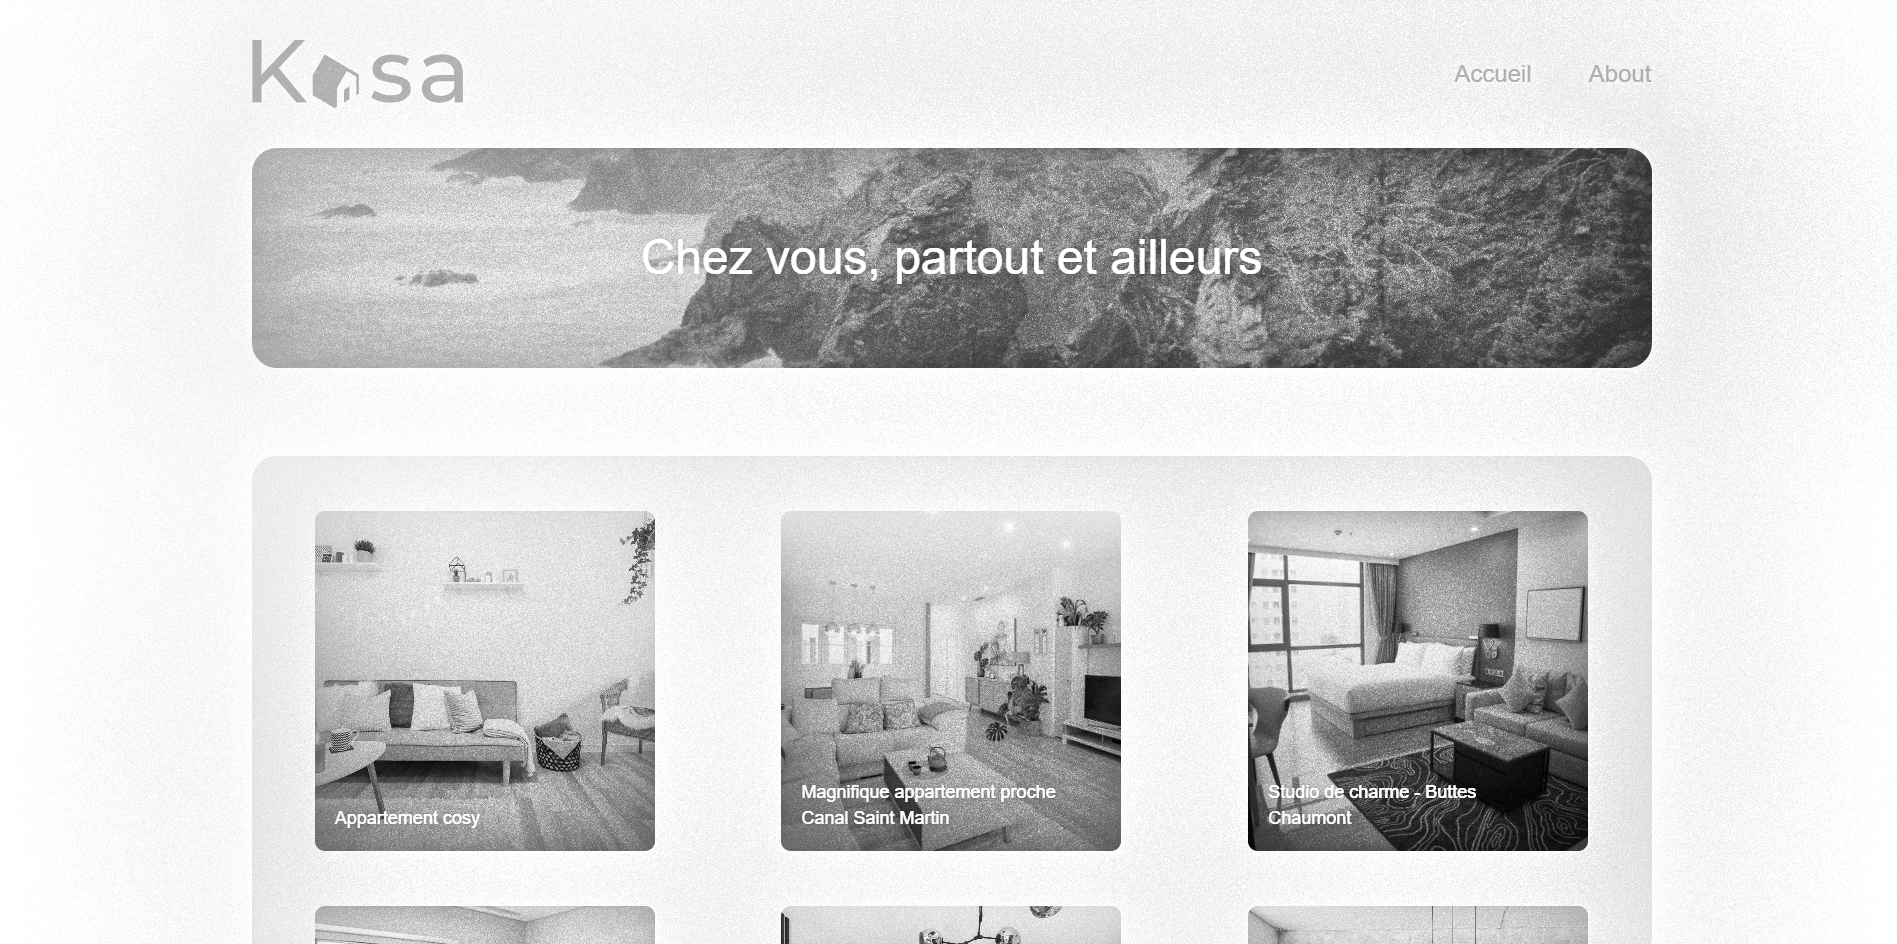 Kasa
Accueil
About
Chez vous, partout et ailleurs
Appartement cosy
Magnifique appartement proche
Canal Saint Martin
Studio de charme - Buttes
Chaumont